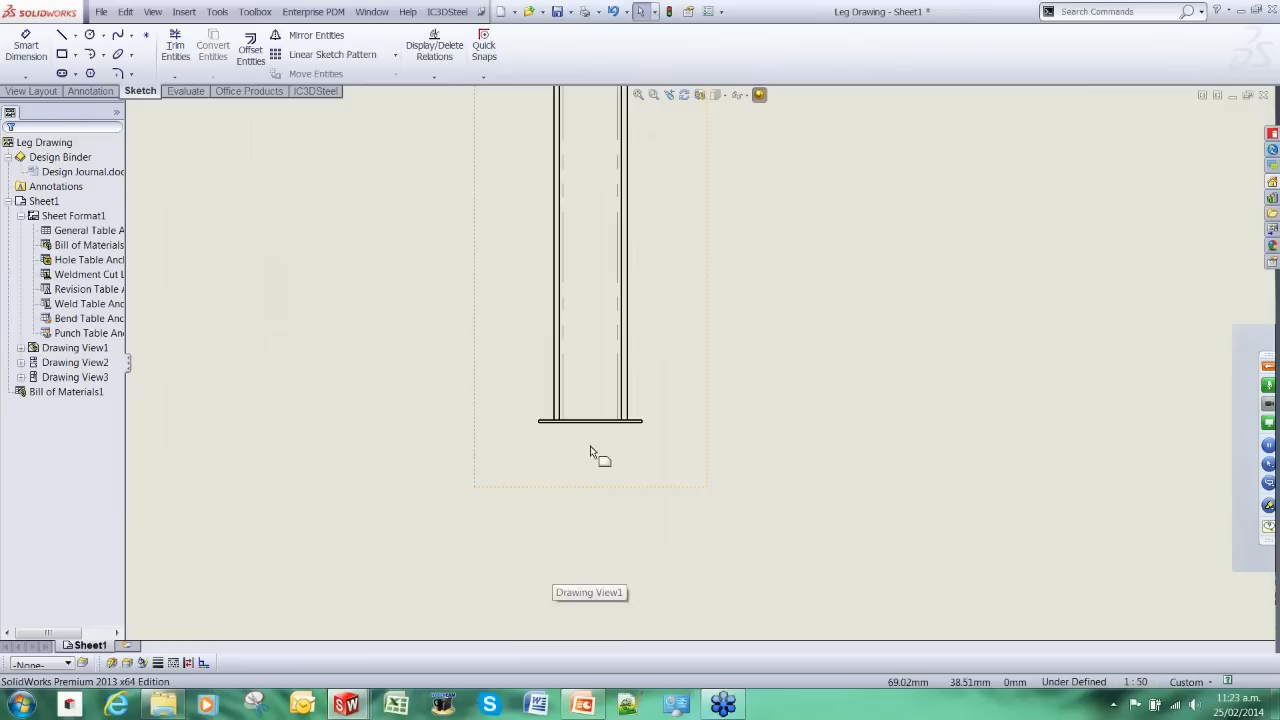 SOLIDWORKS File Edit View Insert Tools Toolbox Enterprise PDM Window Help IC3DSteel Leg Drawing - Sheet1 * Search Commands
Smart Dimension
Trim Entities
Convert Entities
Offset Entities
Mirror Entities
Linear Sketch Pattern
Move Entities
Display/Delete Relations
Quick Snaps
View Layout Annotation Sketch Evaluate Office Products IC3DSteel
Leg Drawing
Design Binder
Design Journal.doc
Annotations
Sheet1
Sheet Format1
General Table A
Bill of Materials
Hole Table Anc
Weldment Cut L
Revision Table A
Weld Table Anc
Bend Table Anc
Punch Table An
Drawing View1
Drawing View2
Drawing View3
Bill of Materials1
Drawing View1
Sheet1
-None-
SolidWorks Premium 2013 x64 Edition 69.02mm 38.51mm 0mm Under Defined 1 : 50 Custom
11:23 a.m.
25/02/2014